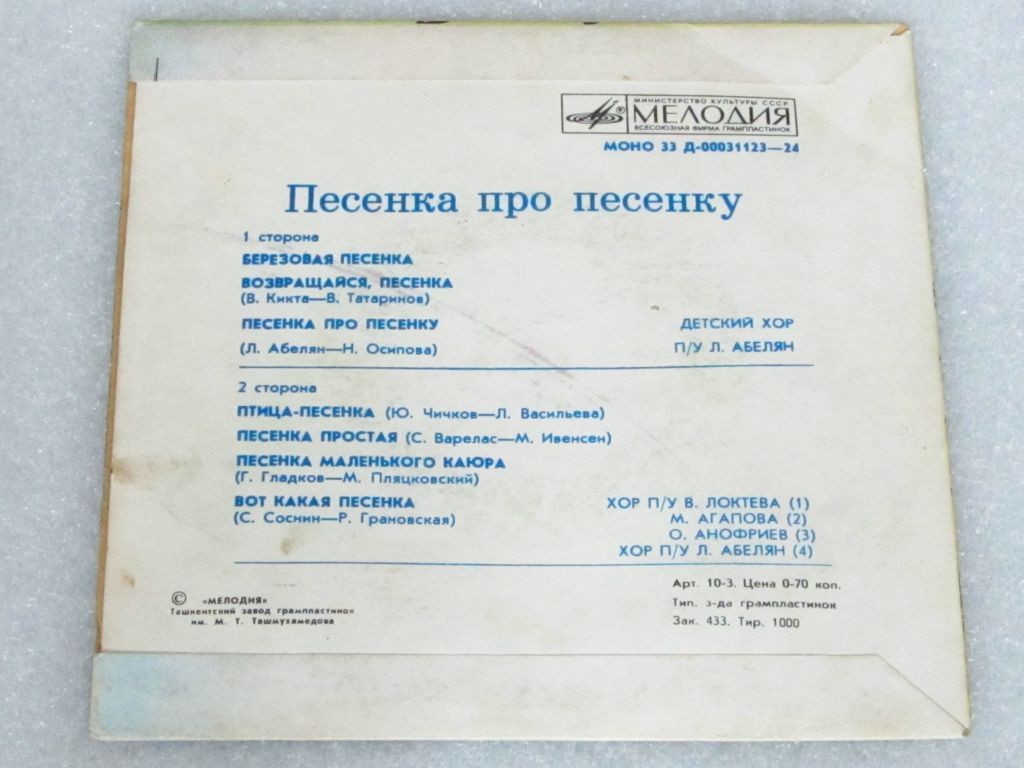 МИНИСТЕРСТВО КУЛЬТУРЫ СССР
® МЕЛОДИЯ
ВСЕСОЮЗНАЯ ФИРМА ГРАМПЛАСТИНОК
МОНО 33 Д-00031123—24
Песенка про песенку
1 сторона
БЕРЕЗОВАЯ ПЕСЕНКА
ВОЗВРАЩАЙСЯ, ПЕСЕНКА
(В. Кикта—В. Татаринов)
ПЕСЕНКА ПРО ПЕСЕНКУ ДЕТСКИЙ ХОР
(Л. Абелян—Н. Осипова) П/У Л. АБЕЛЯН
2 сторона
ПТИЦА-ПЕСЕНКА (Ю. Чичков—Л. Васильева)
ПЕСЕНКА ПРОСТАЯ (С. Варелас—М. Ивенсен)
ПЕСЕНКА МАЛЕНЬКОГО КАЮРА
(Г. Гладков—М. Пляцковский)
ВОТ КАКАЯ ПЕСЕНКА ХОР П/У В. ЛОКТЕВА (1)
(С. Соснин—Р. Грановская) М. АГАПОВА (2)
О. АНОФРИЕВ (3)
ХОР П/У Л. АБЕЛЯН (4)
© «МЕЛОДИЯ»
Ташкентский завод грампластинок
им. М. Т. Ташмухамедова
Арт. 10-3. Цена 0-70 коп.
Тип. з-да грампластинок
Зак. 433. Тир. 1000